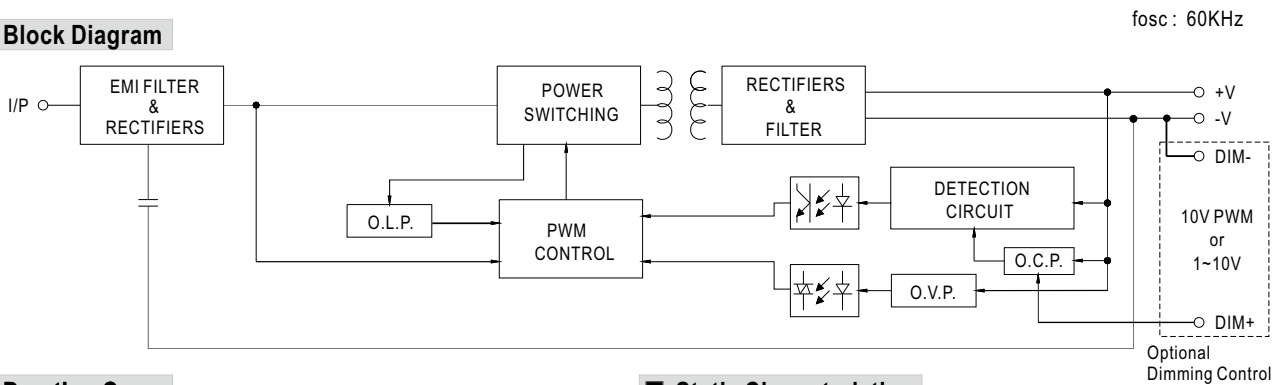 fosc : 60KHz
Block Diagram
I/P
EMI FILTER
&
RECTIFIERS
POWER
SWITCHING
RECTIFIERS
&
FILTER
+V
-V
DIM-
O.L.P.
PWM
CONTROL
DETECTION
CIRCUIT
10V PWM
or
1~10V
O.C.P.
O.V.P.
DIM+
Optional
Dimming Control